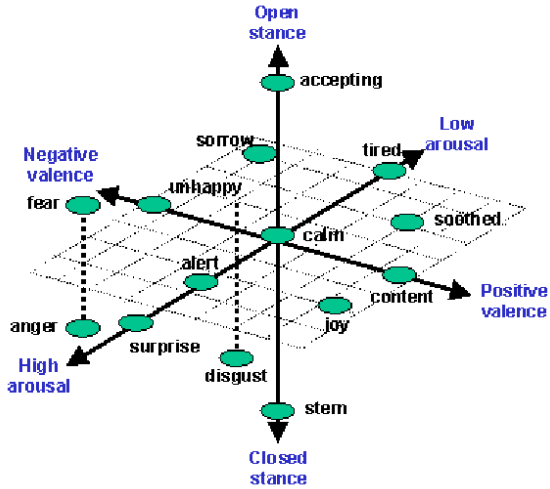 Open
stance
accepting
Low
arousal
sorrow
tired
Negative
valence
unhappy
fear
soothed
calm
alert
content
Positive
valence
anger
joy
surprise
High
arousal
disgust
stern
Closed
stance